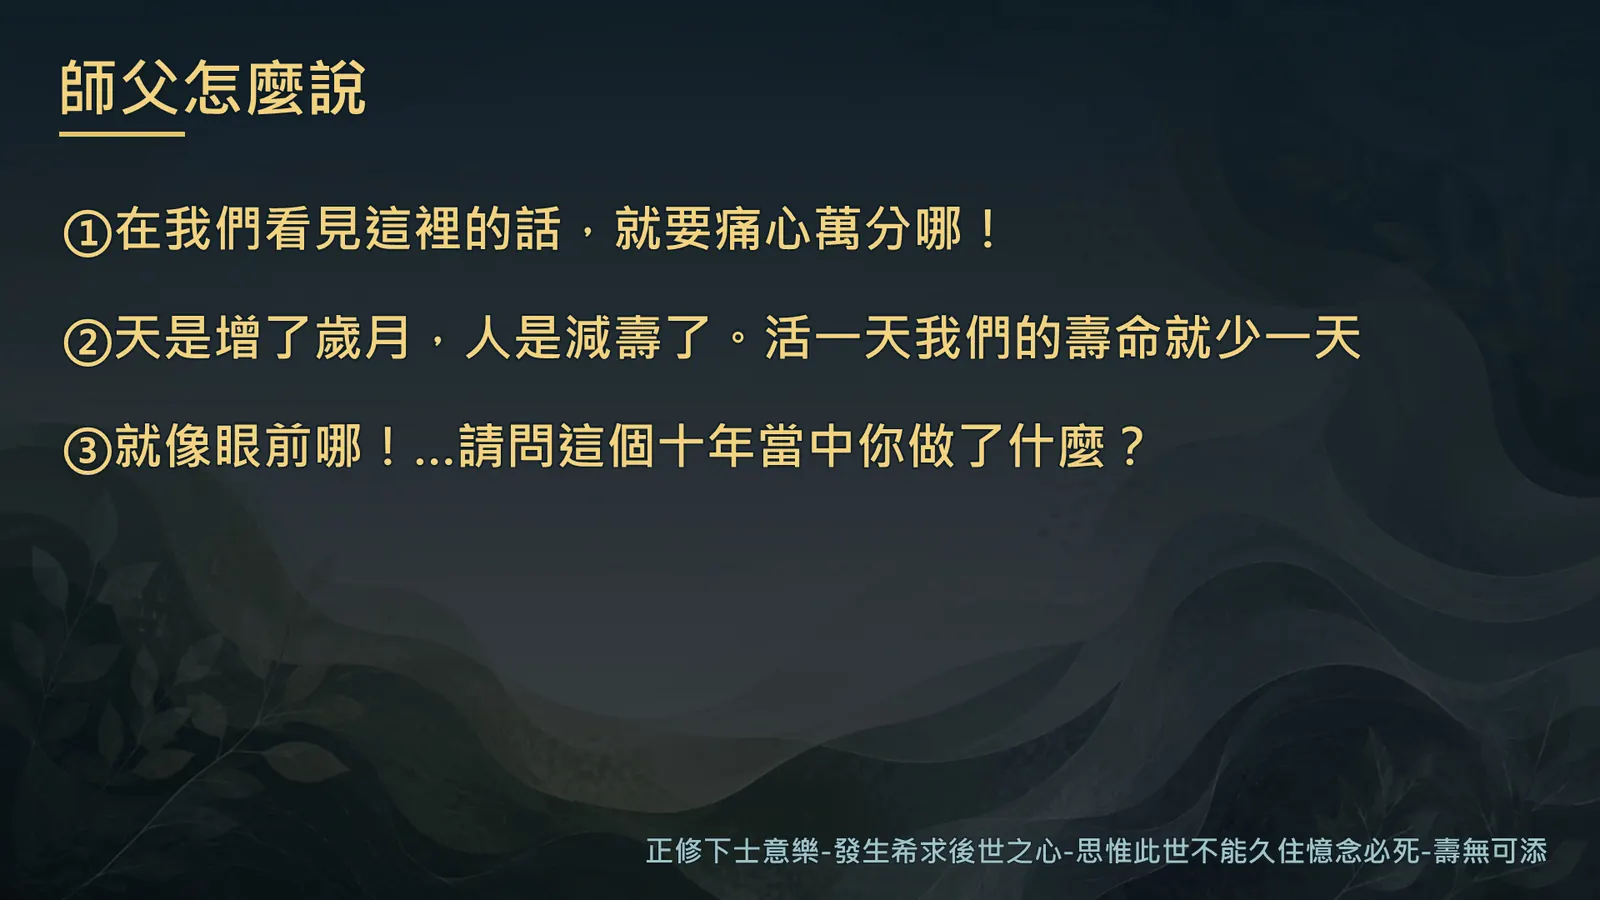 師父怎麼說
①在我們看見這裡的話，就要痛心萬分哪！
②天是增了歲月，人是減壽了。活一天我們的壽命就少一天
③就像眼前哪！...請問這個十年當中你做了什麼？
正修下士意樂-發生希求後世之心-思惟此世不能久住憶念必死-壽無可添